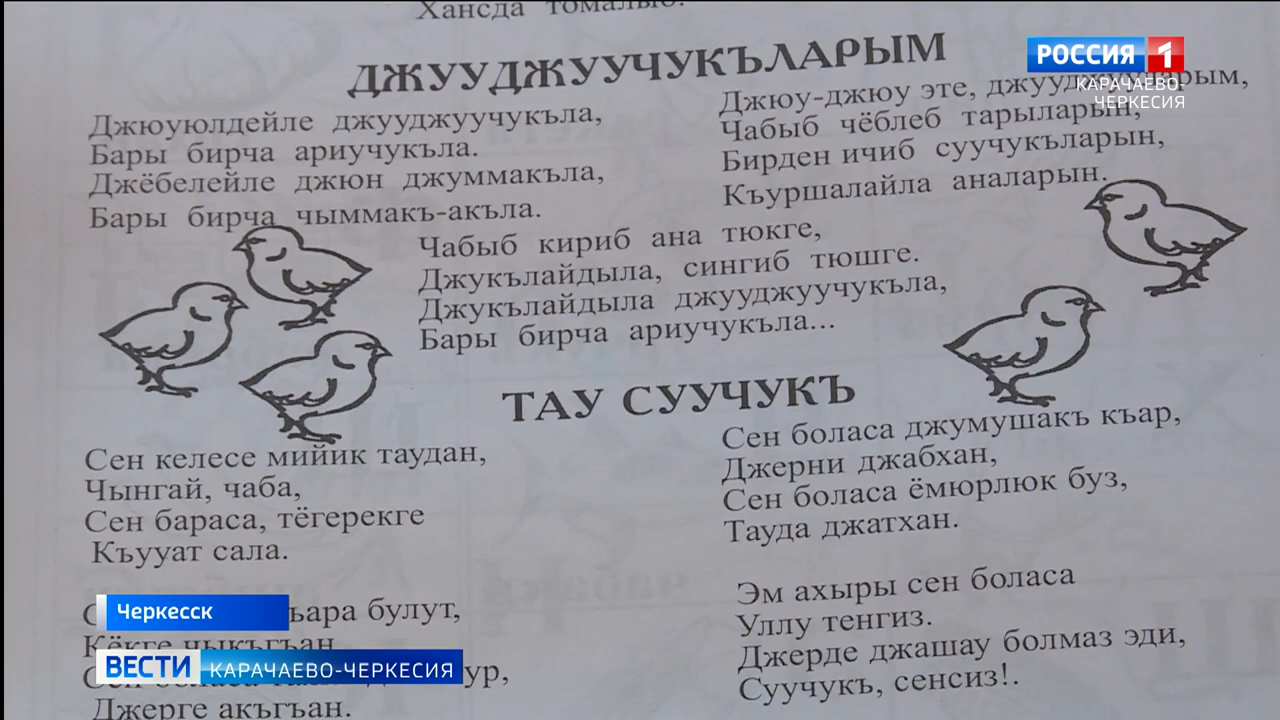 Хансда
РОССИЯ 1
КАРАЧАЕВО-
ЧЕРКЕСИЯ
ДЖУУДЖУУЧУКЪЛАРЫМ
Джюуюлдейле джууджуучукъла,
Бары бирча ариучукъла.
Джёбелейле джюн джуммакъла,
Бары бирча чыммакъ-акъла.
Джюу-джюу эте,
Чабыб чёблеб тарыларын,
Бирден ичиб суучукъларын,
Къуршалайла аналарын.
Чабыб кириб ана тюкге,
Джукълайдыла, сингиб тюшге.
Джукълайдыла джууджуучукъла,
Бары бирча ариучукъла...
ТАУ СУУЧУКЪ
Сен келесе мийик таудан,
Чынгай, чаба,
Сен бараса, тёгерекге
Къууат сала.
булут,
Кёкге чыкъгъан
Джерге акъгъан.
Сен боласа джумушакъ къар,
Джерни джабхан,
Сен боласа ёмюрлюк буз,
Тауда джатхан.
Эм ахыры сен боласа
Уллу тенгиз.
Джерде джашау болмаз эди,
Суучукъ, сенсиз!.
Черкесск
ВЕСТИ КАРАЧАЕВО-ЧЕРКЕСИЯ